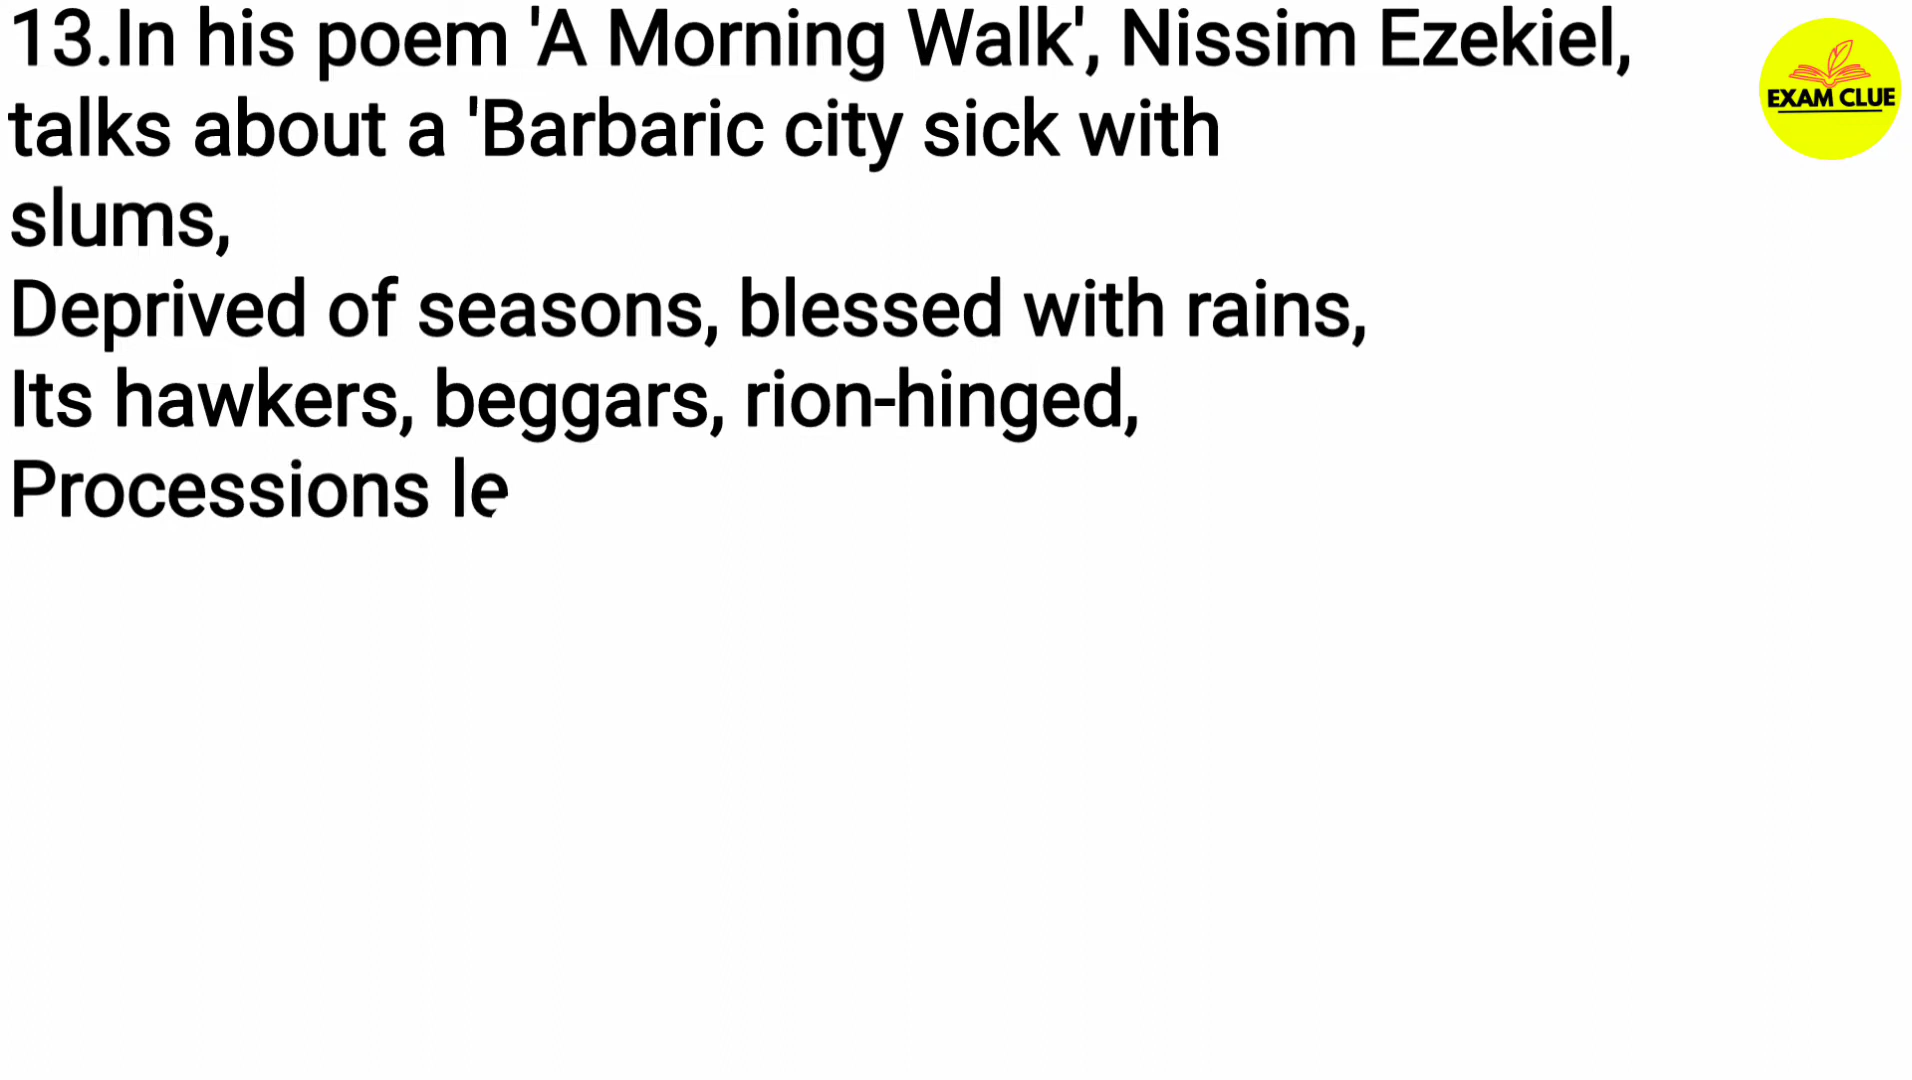 13.In his poem 'A Morning Walk', Nissim Ezekiel,
talks about a 'Barbaric city sick with
slums,
Deprived of seasons, blessed with rains,
Its hawkers, beggars, rion-hinged,
Processions le
EXAM CLUE